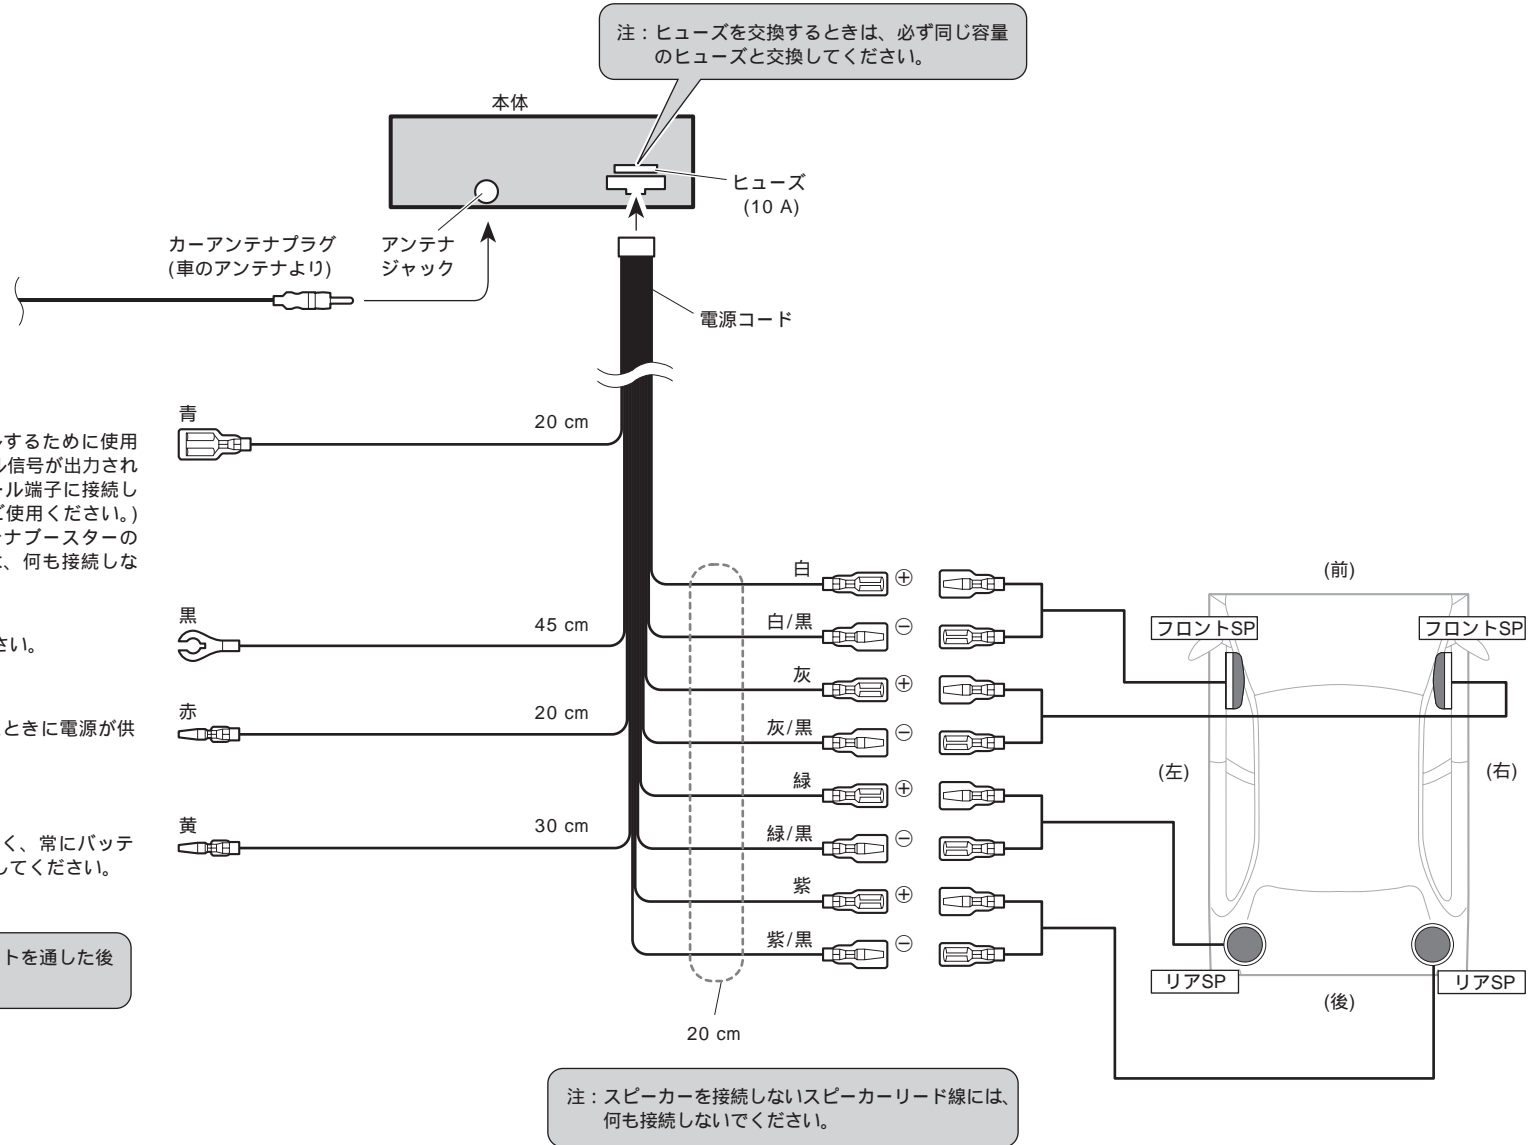 注：ヒューズを交換するときは、必ず同じ容量
のヒューズと交換してください。
本体
ヒューズ
(10 A)
カーアンテナプラグ
(車のアンテナより)
アンテナ
ジャック
電源コード
青
20 cm
するために使用
信号が出力され
ール端子に接続し
使用ください。)
ナブースターの
、何も接続しな
黒
45 cm
さい。
赤
20 cm
ときに電源が供
黄
30 cm
く、常にバッテ
してください。
トを通した後
白
⊕
白/黒
⊖
灰
⊕
灰/黒
⊖
緑
⊕
緑/黒
⊖
紫
⊕
紫/黒
⊖
20 cm
(前)
フロントSP
フロントSP
(左)
(右)
リアSP
リアSP
(後)
注：スピーカーを接続しないスピーカーリード線には、
何も接続しないでください。